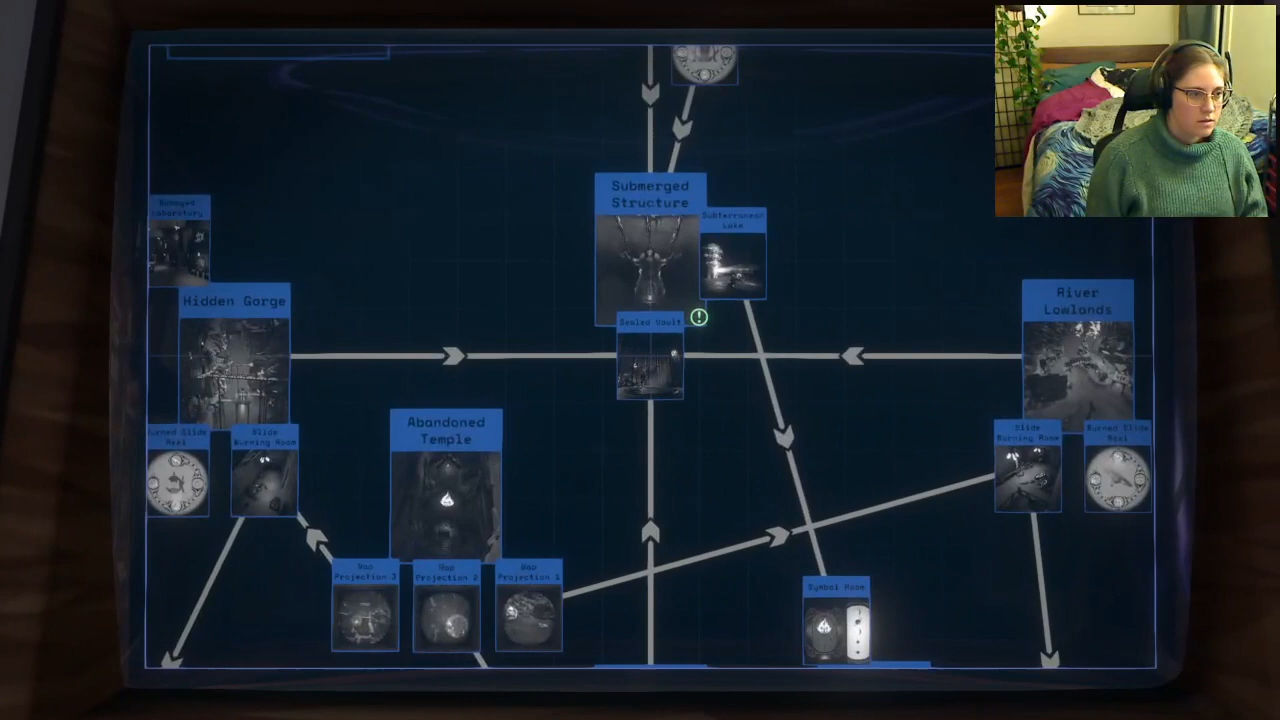 Submerged
Structure
Subterranean
Lake
Damaged
Laboratory
Hidden Gorge
River
Lowlands
Sealed Vault
Abandoned
Temple
Burned Slide
Reel
Slide
Burning Room
Slide
Burning Room
Burned Slide
Reel
Map
Projection 3
Map
Projection 2
Map
Projection 1
Symbol Room